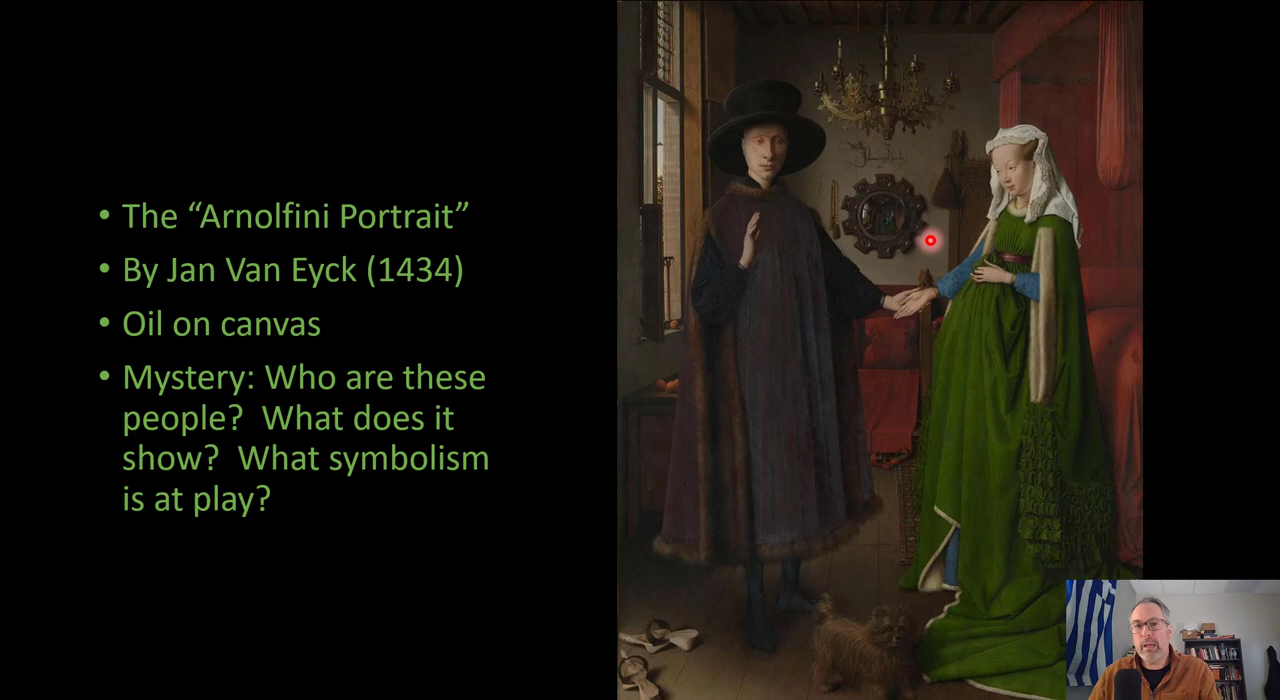 • The “Arnolfini Portrait”
• By Jan Van Eyck (1434)
• Oil on canvas
• Mystery: Who are these
people?  What does it
show?  What symbolism
is at play?